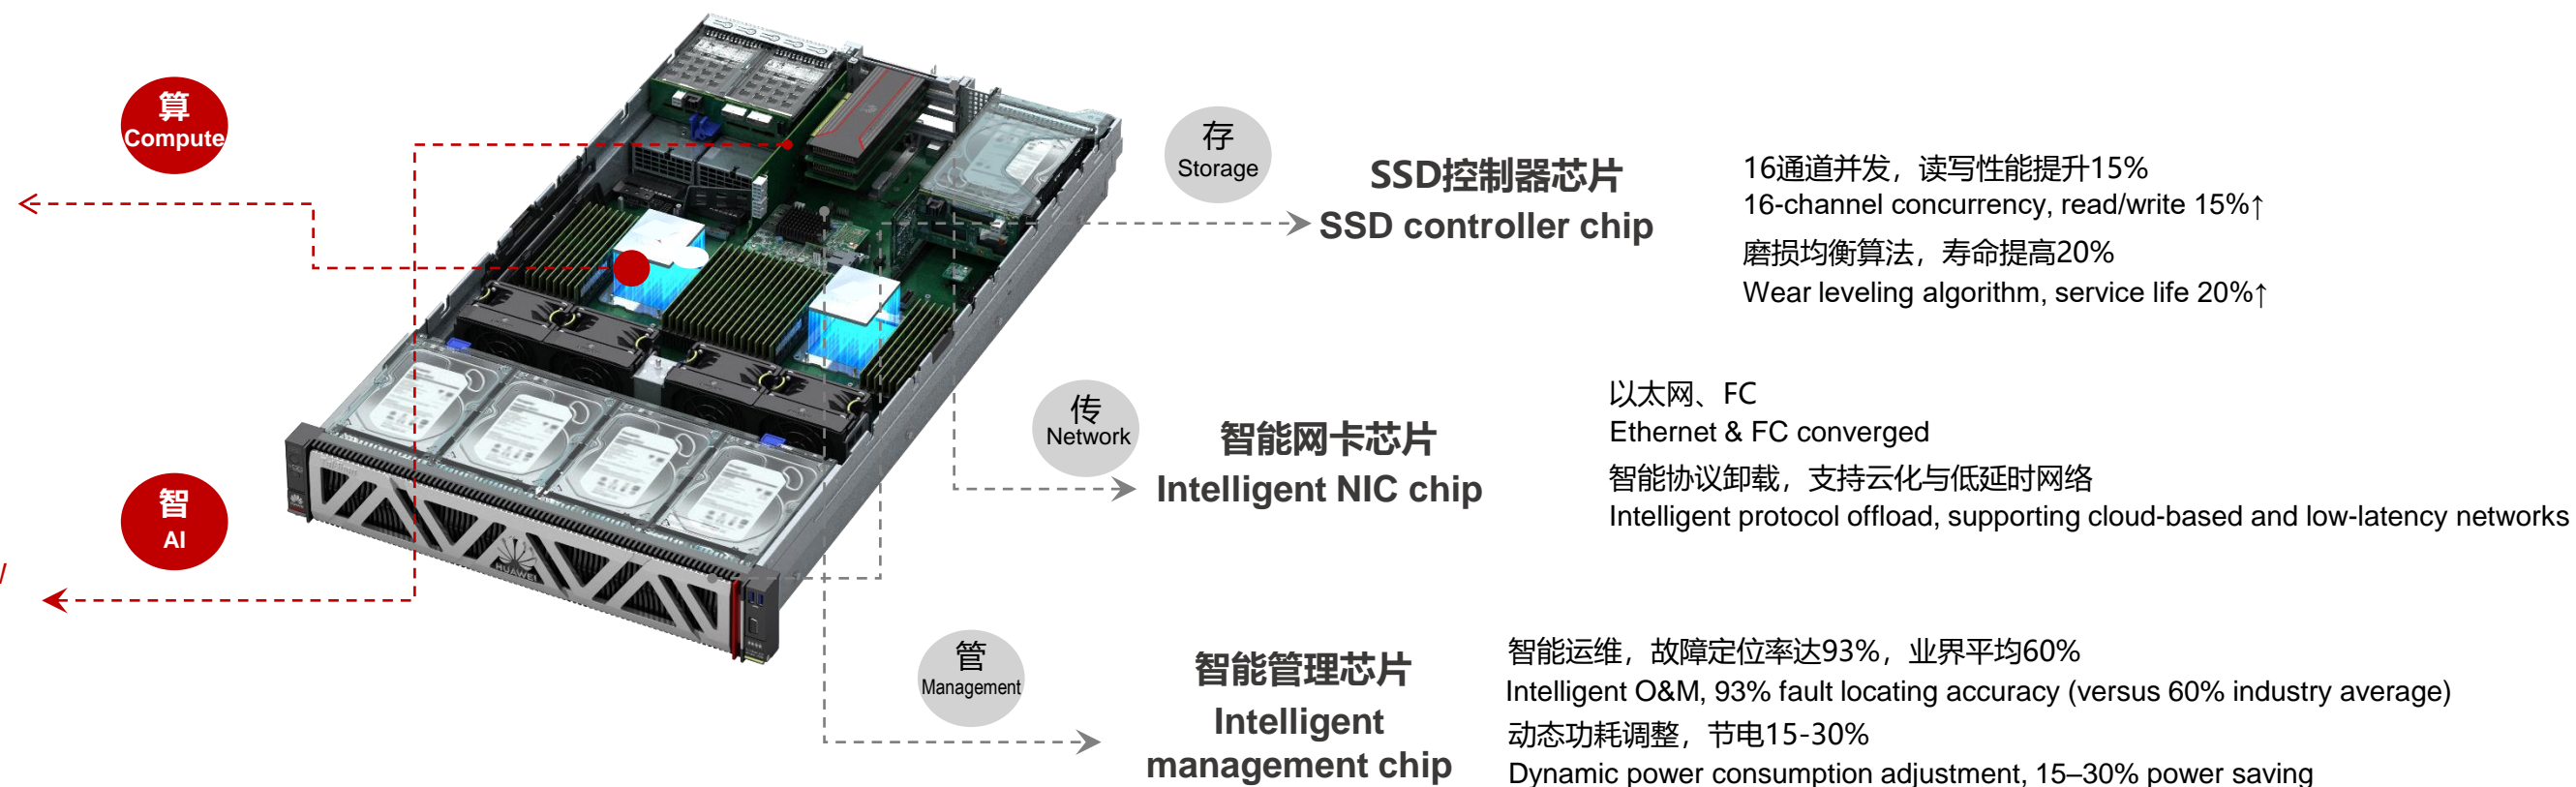 算
Compute
智
AI
/
存
Storage
SSD控制器芯片
SSD controller chip
16通道并发，读写性能提升15%
16-channel concurrency, read/write 15%↑
磨损均衡算法，寿命提高20%
Wear leveling algorithm, service life 20%↑
传
Network
智能网卡芯片
Intelligent NIC chip
以太网、FC
Ethernet & FC converged
智能协议卸载，支持云化与低延时网络
Intelligent protocol offload, supporting cloud-based and low-latency networks
管
Management
智能管理芯片
Intelligent
management chip
智能运维，故障定位率达93%，业界平均60%
Intelligent O&M, 93% fault locating accuracy (versus 60% industry average)
动态功耗调整，节电15-30%
Dynamic power consumption adjustment, 15–30% power saving
HUAWEI